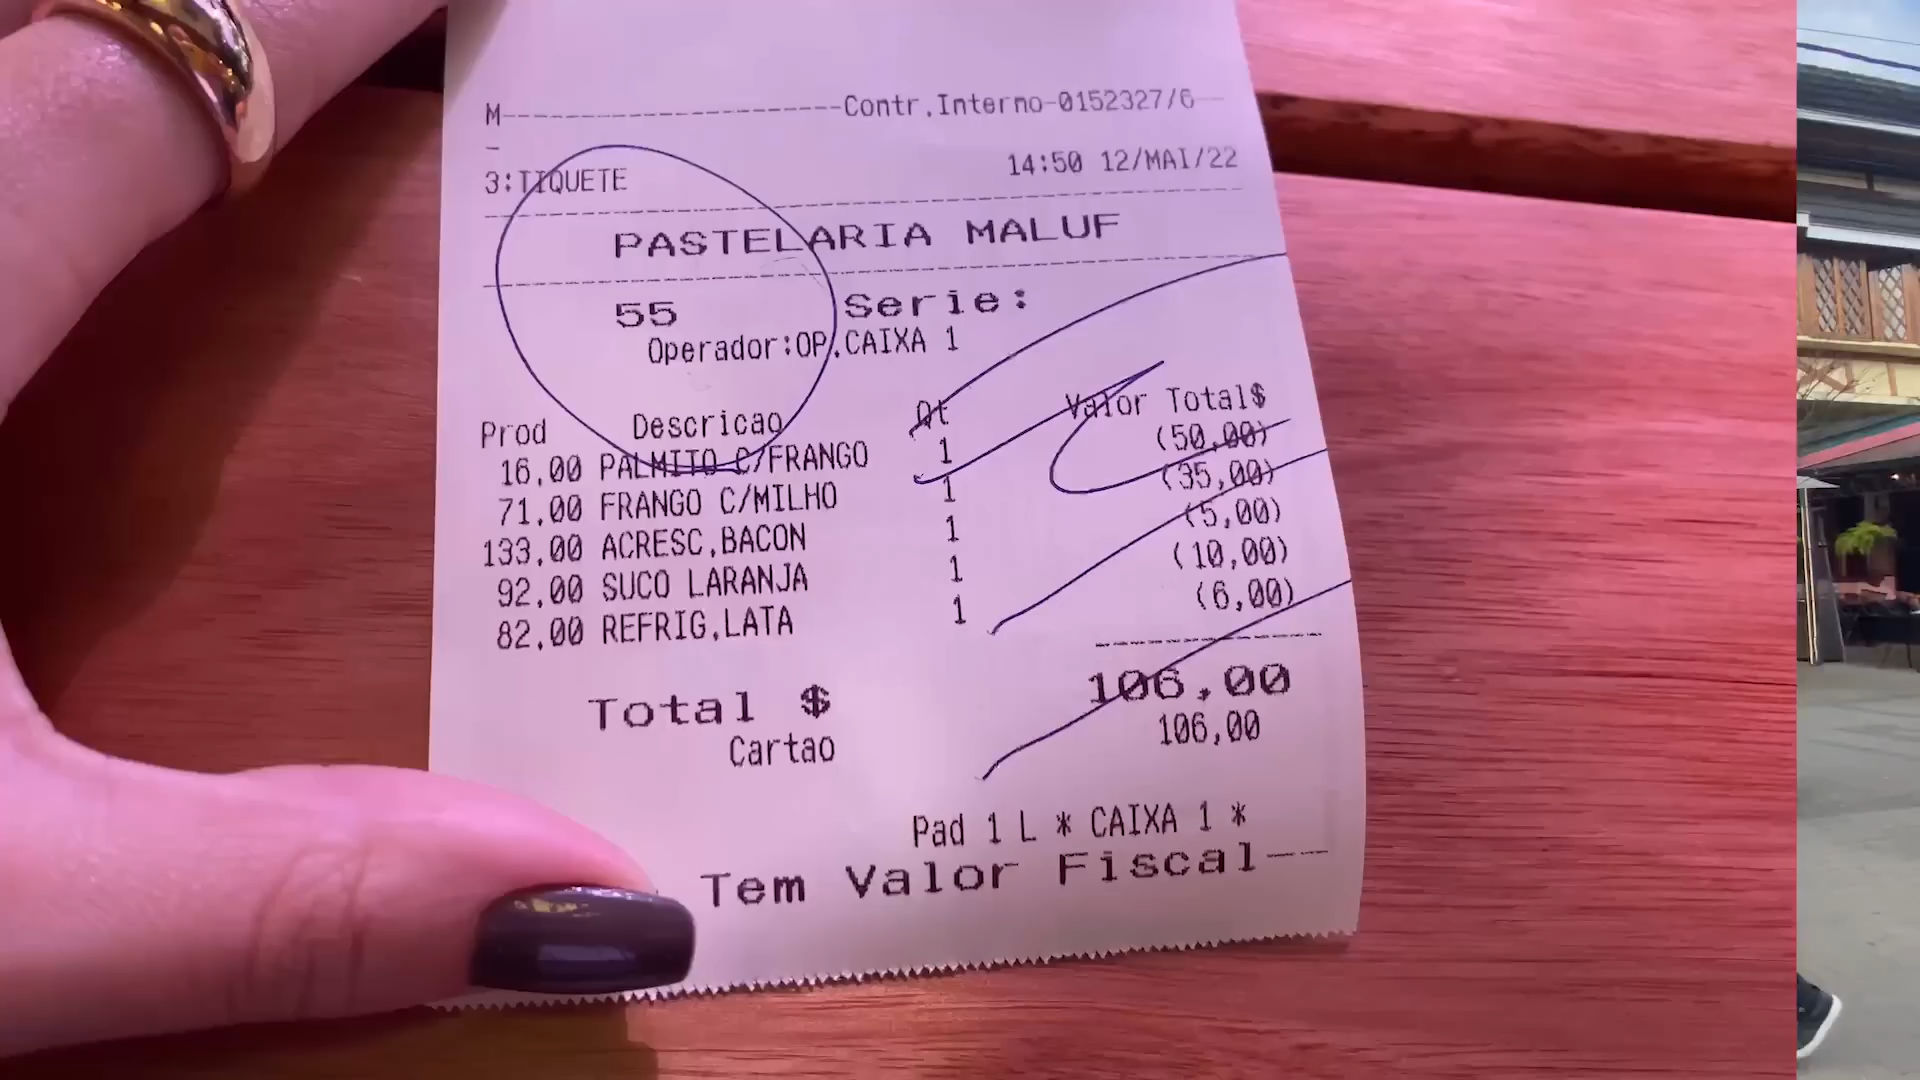 M--------------------Contr.Interno-0152327/6--
-
3:TIQUETE 14:50 12/MAI/22
PASTELARIA MALUF
55 Serie:
Operador:OP.CAIXA 1
Prod Descricao Qt Valor Total$
16,00 PALMITO C/FRANGO 1 (50,00)
71,00 FRANGO C/MILHO 1 (35,00)
133,00 ACRESC.BACON 1 (5,00)
92,00 SUCO LARANJA 1 (10,00)
82,00 REFRIG.LATA 1 (6,00)
Total $ 106,00
Cartao 106,00
Pad 1 L * CAIXA 1 *
Tem Valor Fiscal--